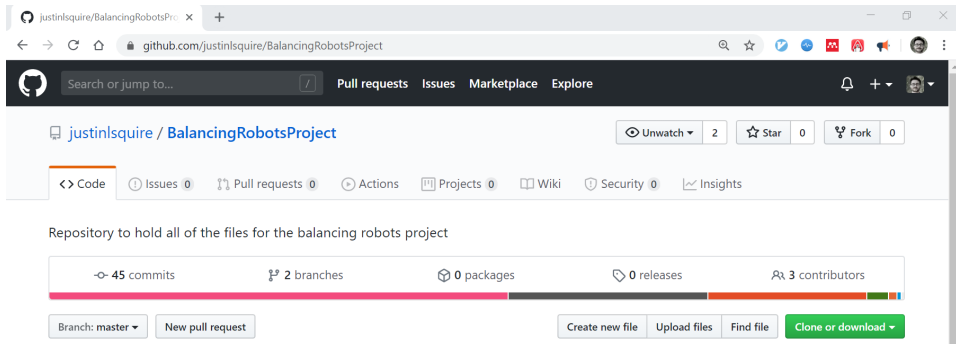 justinlsquire/BalancingRobotsPro
github.com/justinlsquire/BalancingRobotsProject
Search or jump to... / Pull requests Issues Marketplace Explore
justinlsquire / BalancingRobotsProject Unwatch 2 Star 0 Fork 0
<> Code Issues 0 Pull requests 0 Actions Projects 0 Wiki Security 0 Insights
Repository to hold all of the files for the balancing robots project
45 commits 2 branches 0 packages 0 releases 3 contributors
Branch: master New pull request Create new file Upload files Find file Clone or download